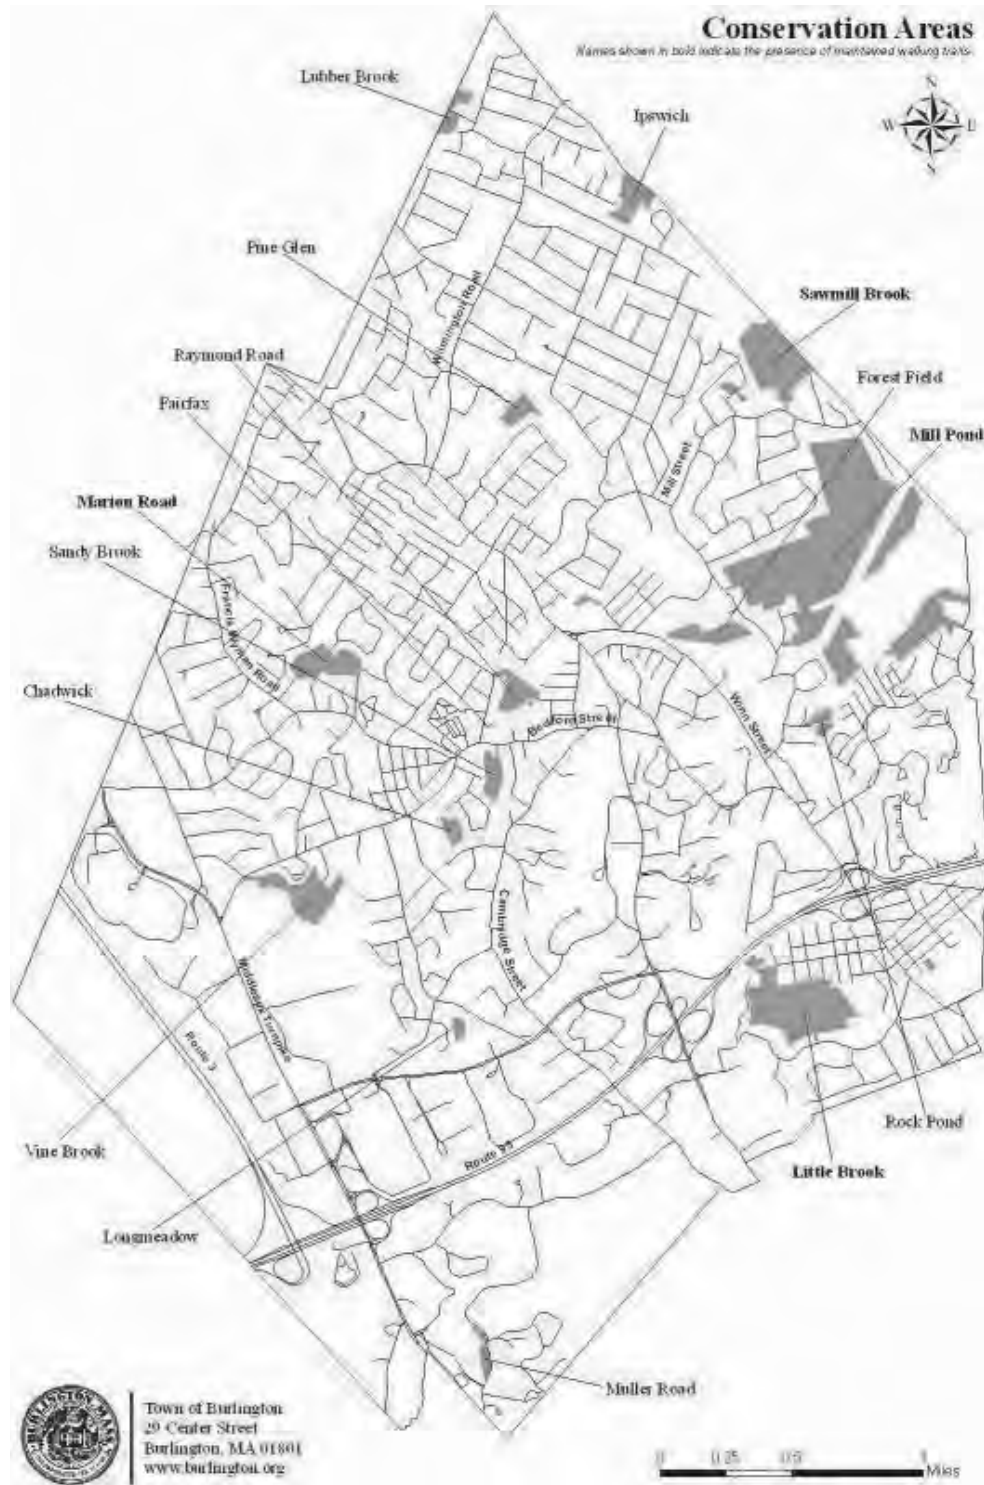 Conservation Areas
Names shown in bold indicate the presence of maintained walking trails.
N
W E
S
Lubber Brook
Ipswich
Pine Glen
Wilmington Road
Sawmill Brook
Raymond Road
Forest Field
Fairfax
Mill Street
Mill Pond
Marion Road
Sandy Brook
Francis Wyman Road
Chadwick
Bedford Street
Winn Street
Cambridge Street
Middlesex Turnpike
Route 3
Vine Brook
Route 95
Rock Pond
Little Brook
Longmeadow
Muller Road
Town of Burlington
29 Center Street
Burlington, MA 01801
www.burlington.org
0 0.25 0.5 1
Miles
BURLINGTON, MASS